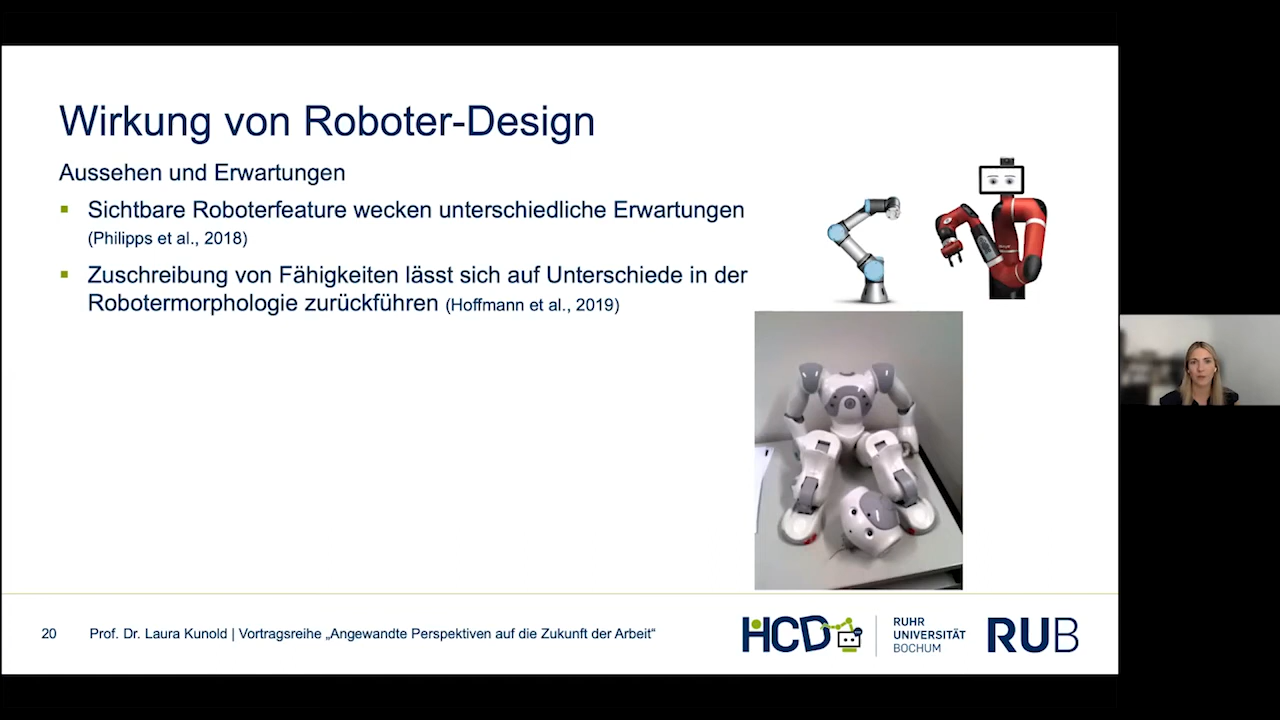 Wirkung von Roboter-Design
Aussehen und Erwartungen
Sichtbare Roboterfeature wecken unterschiedliche Erwartungen
(Philipps et al., 2018)
Zuschreibung von Fähigkeiten lässt sich auf Unterschiede in der
Robotermorphologie zurückführen (Hoffmann et al., 2019)
20 Prof. Dr. Laura Kunold | Vortragsreihe „Angewandte Perspektiven auf die Zukunft der Arbeit“
HCD
RUHR
UNIVERSITÄT
BOCHUM
RUB